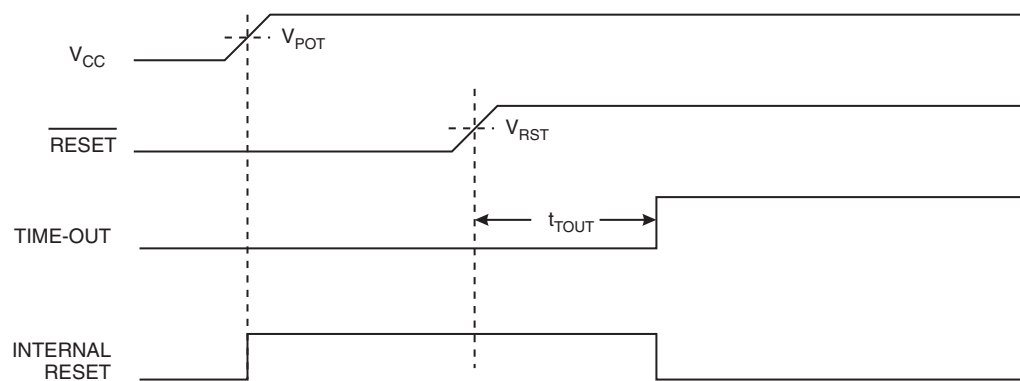 V_CC
V_POT
RESET
V_RST
TIME-OUT
t_TOUT
INTERNAL
RESET